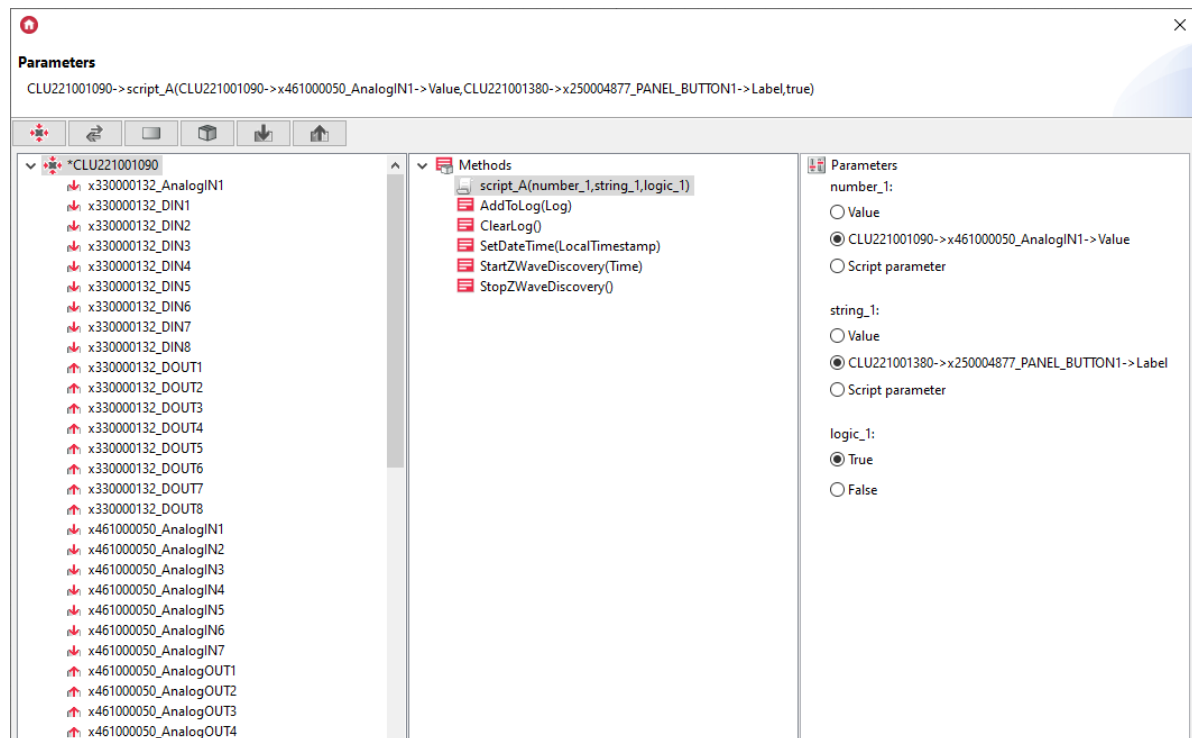 Parameters
CLU221001090->script_A(CLU221001090->x461000050_AnalogIN1->Value,CLU221001380->x250004877_PANEL_BUTTON1->Label,true)
*CLU221001090
x330000132_AnalogIN1
x330000132_DIN1
x330000132_DIN2
x330000132_DIN3
x330000132_DIN4
x330000132_DIN5
x330000132_DIN6
x330000132_DIN7
x330000132_DIN8
x330000132_DOUT1
x330000132_DOUT2
x330000132_DOUT3
x330000132_DOUT4
x330000132_DOUT5
x330000132_DOUT6
x330000132_DOUT7
x330000132_DOUT8
x461000050_AnalogIN1
x461000050_AnalogIN2
x461000050_AnalogIN3
x461000050_AnalogIN4
x461000050_AnalogIN5
x461000050_AnalogIN6
x461000050_AnalogIN7
x461000050_AnalogOUT1
x461000050_AnalogOUT2
x461000050_AnalogOUT3
x461000050_AnalogOUT4
Methods
script_A(number_1,string_1,logic_1)
AddToLog(Log)
ClearLog()
SetDateTime(LocalTimestamp)
StartZWaveDiscovery(Time)
StopZWaveDiscovery()
Parameters
number_1:
Value
CLU221001090->x461000050_AnalogIN1->Value
Script parameter
string_1:
Value
CLU221001380->x250004877_PANEL_BUTTON1->Label
Script parameter
logic_1:
True
False